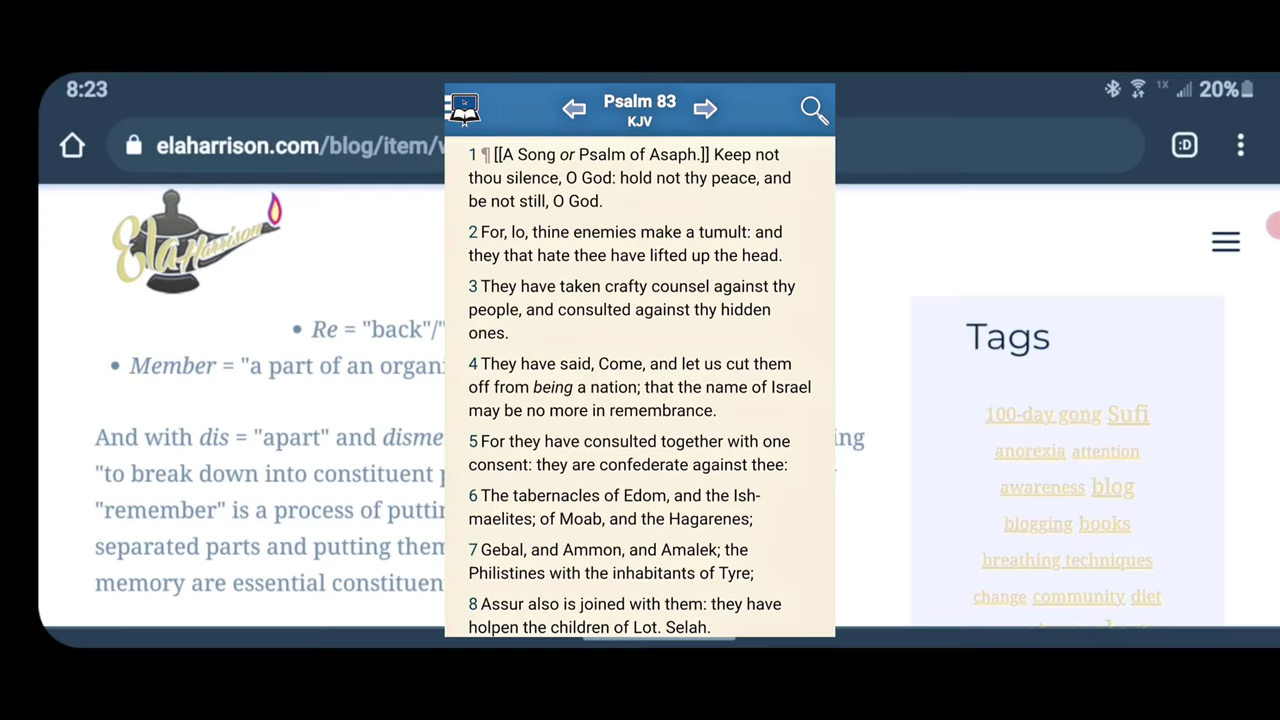 8:23
1X
20%
elaharrison.com/blog/item/
:D
Ela Harrison
• Re = "back"/"
• Member = "a part of an organi
And with dis = "apart" and disme
ing
"to break down into constituent
"remember" is a process of puttin
separated parts and putting them
memory are essential constituen
Psalm 83
KJV
1 ¶ [[A Song or Psalm of Asaph.]] Keep not
thou silence, O God: hold not thy peace, and
be not still, O God.
2 For, lo, thine enemies make a tumult: and
they that hate thee have lifted up the head.
3 They have taken crafty counsel against thy
people, and consulted against thy hidden
ones.
4 They have said, Come, and let us cut them
off from being a nation; that the name of Israel
may be no more in remembrance.
5 For they have consulted together with one
consent: they are confederate against thee:
6 The tabernacles of Edom, and the Ish-
maelites; of Moab, and the Hagarenes;
7 Gebal, and Ammon, and Amalek; the
Philistines with the inhabitants of Tyre;
8 Assur also is joined with them: they have
holpen the children of Lot. Selah.
Tags
100-day gong Sufi
anorexia attention
awareness blog
blogging books
breathing techniques
change community diet